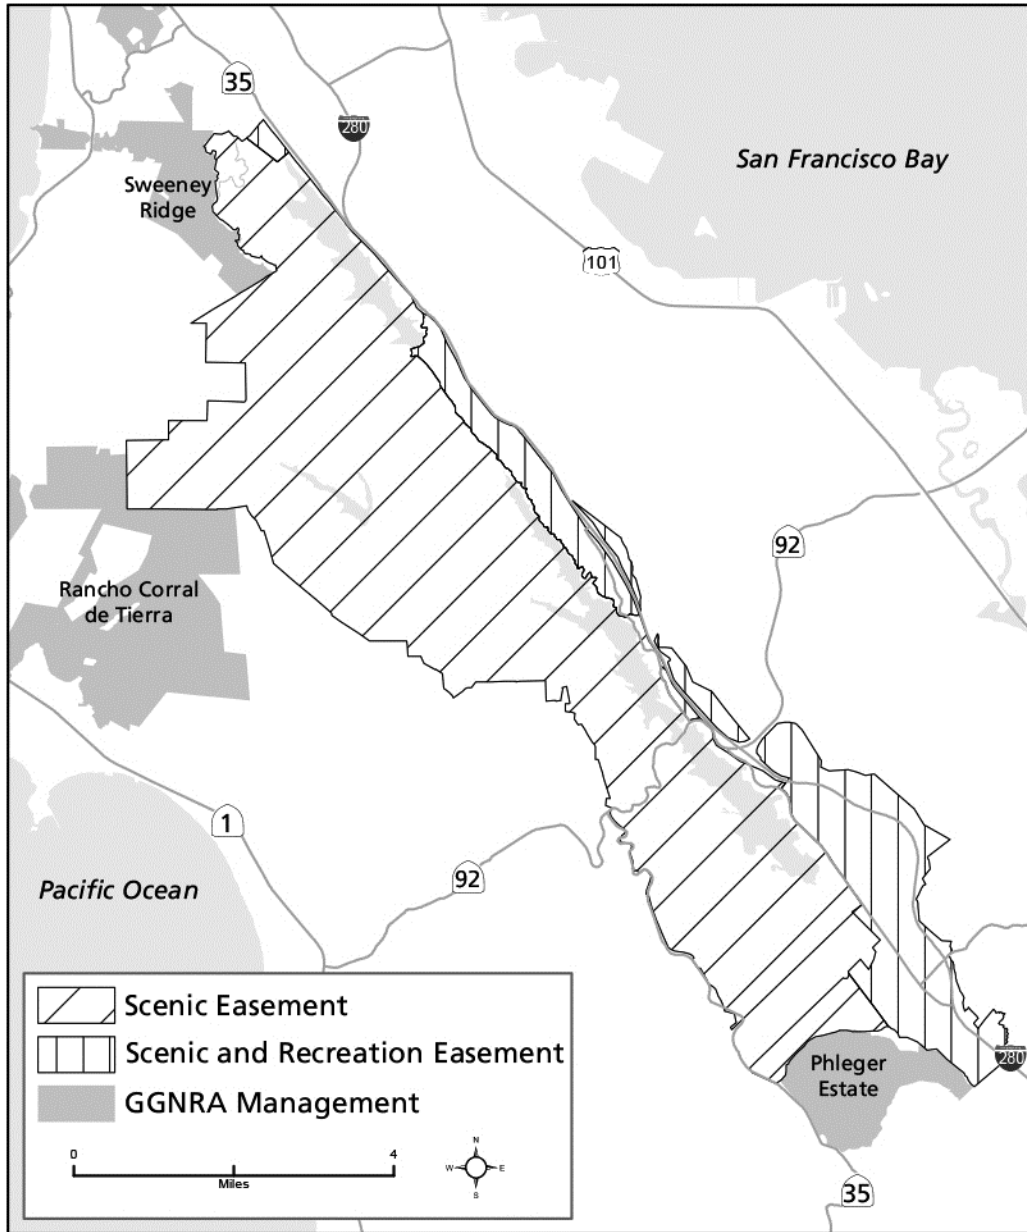 35
280
San Francisco Bay
Sweeney
Ridge
101
92
Rancho Corral
de Tierra
1
92
Pacific Ocean
Scenic Easement
Scenic and Recreation Easement
GGNRA Management
0 4
Miles
N
W E
S
Phleger
Estate
280
35